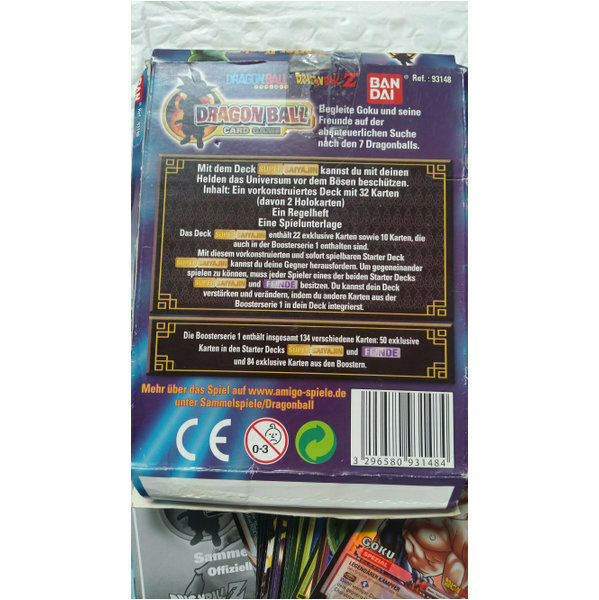 DRAGON BALL DRAGON BALL Z
BAN
DAI
® Ref. : 93148
DRAGON BALL
CARD GAME
Begleite Goku und seine
Freunde auf der
abenteuerlichen Suche
nach den 7 Dragonballs.
Mit dem Deck SUPER SAIYAJIN kannst du mit deinen
Helden das Universum vor dem Bösen beschützen.
Inhalt: Ein vorkonstruiertes Deck mit 32 Karten
(davon 2 Holokarten)
Ein Regelheft
Eine Spielunterlage
Das Deck SUPER SAIYAJIN enthält 22 exklusive Karten sowie 10 Karten, die
auch in der Boosterserie 1 enthalten sind.
Mit diesem vorkonstruierten und sofort spielbaren Starter Deck
SUPER SAIYAJIN kannst du deine Gegner herausfordern. Um gegeneinander
spielen zu können, muss jeder Spieler eines der beiden Starter Decks
SUPER SAIYAJIN und FEINDE besitzen. Du kannst dein Deck
verstärken und verändern, indem du andere Karten aus der
Boosterserie 1 in dein Deck integrierst.
Die Boosterserie 1 enthält insgesamt 134 verschiedene Karten: 50 exklusive
Karten in den Starter Decks SUPER SAIYAJIN und FEINDE
und 84 exklusive Karten aus den Boostern.
Mehr über das Spiel auf www.amigo-spiele.de
unter Sammelspiele/Dragonball
CE
0-3
3 296580 931484
Samme
Offiziell
GOKU
SPEZIAL
LEGENDÄRER KÄMPFER